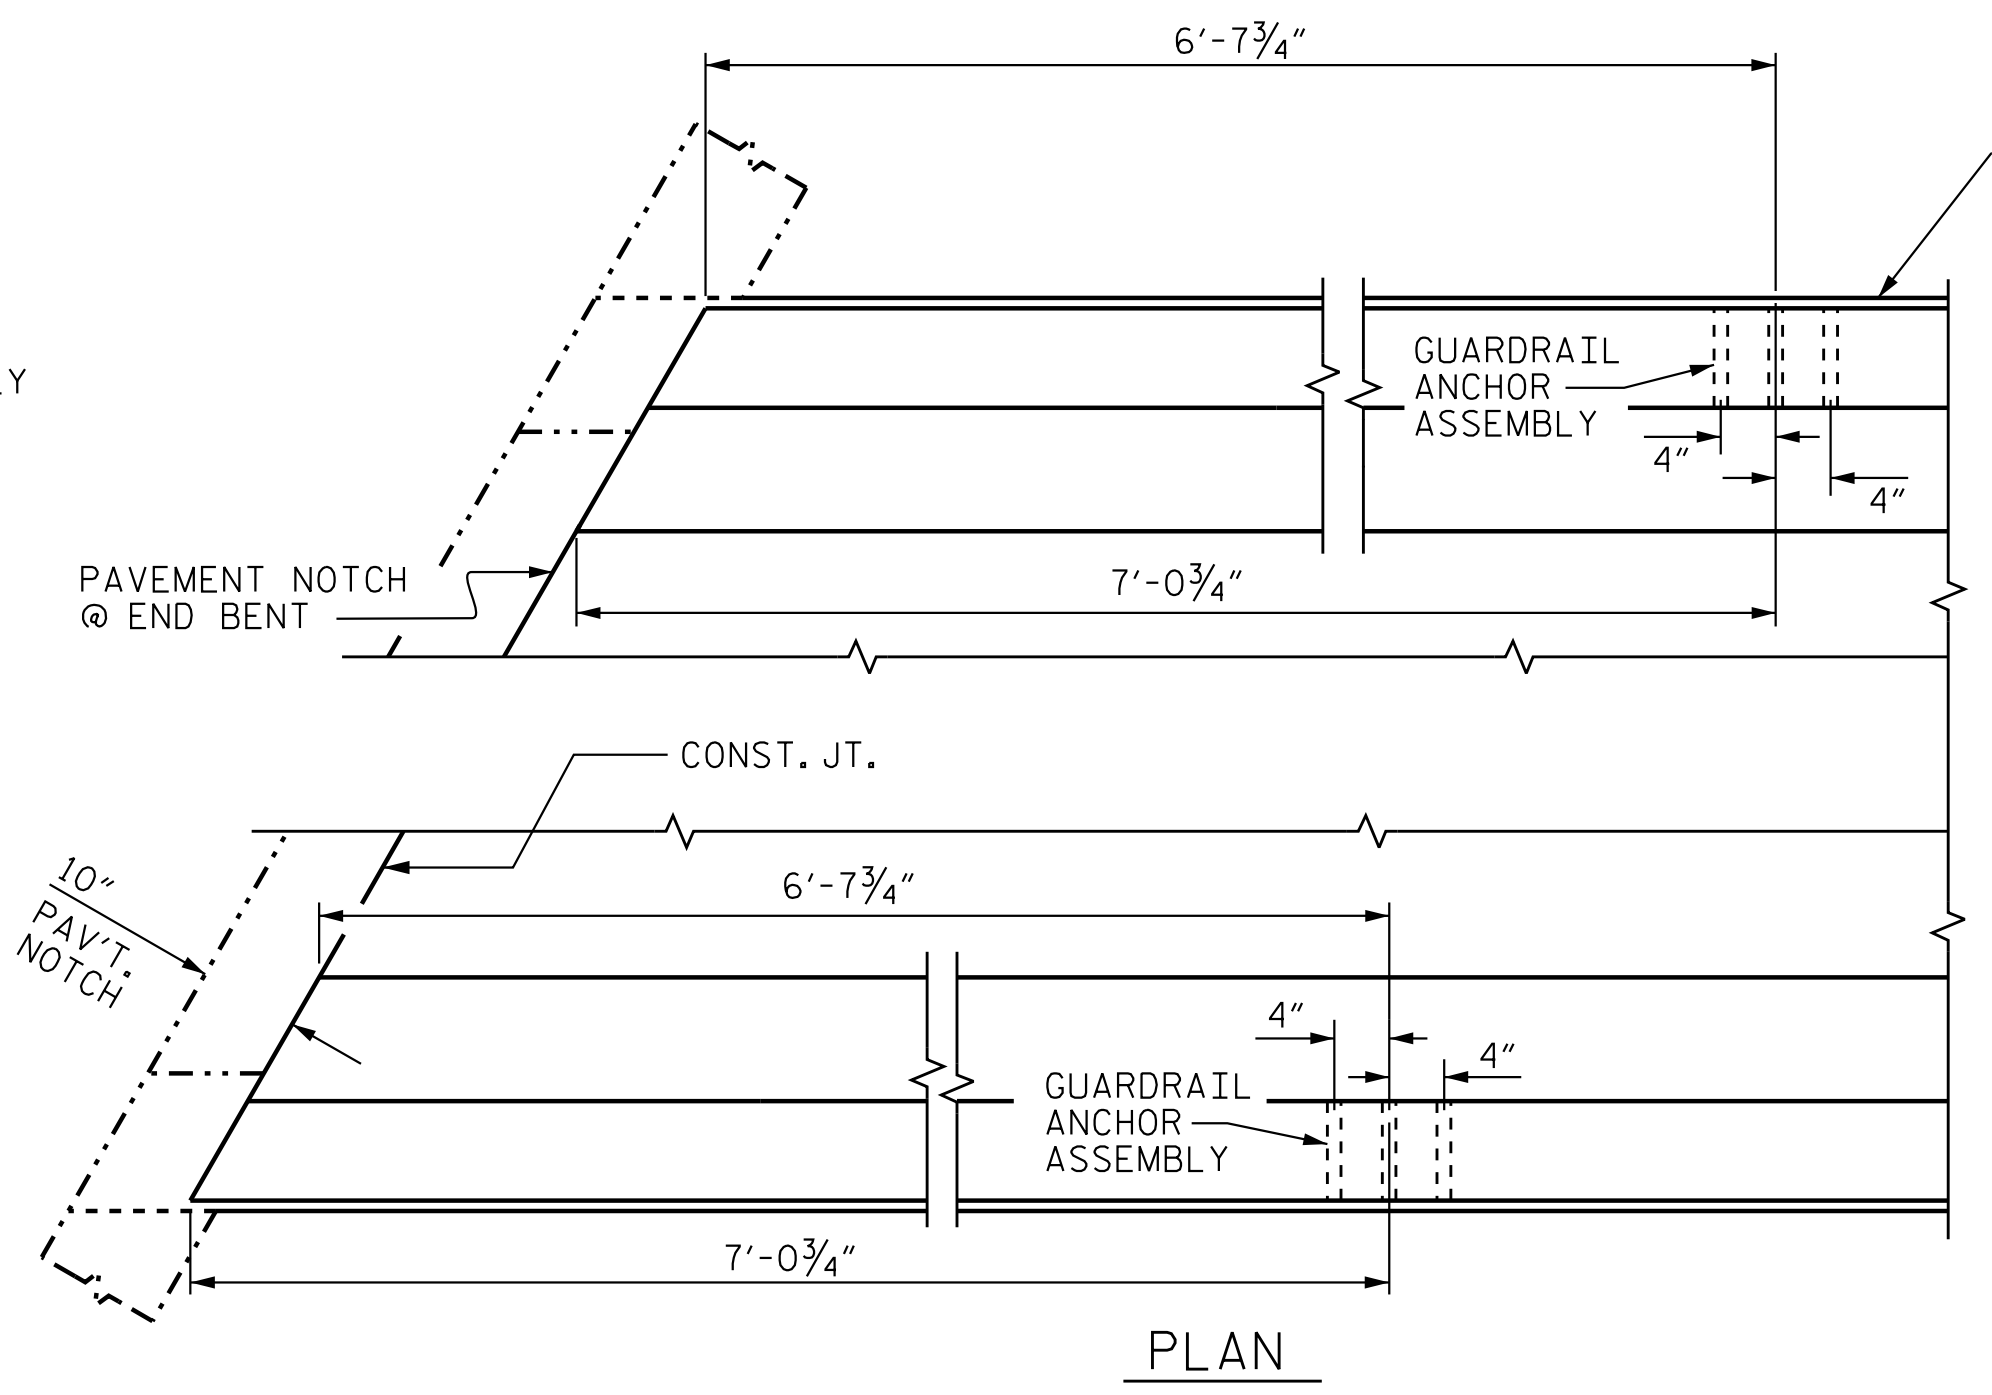 6'-7¾"
GUARDRAIL
ANCHOR
ASSEMBLY
4"
4"
Y
7'-0¾"
PAVEMENT NOTCH
@ END BENT
CONST. JT.
10"
PAV'T.
NOTCH
6'-7¾"
4"
4"
GUARDRAIL
ANCHOR
ASSEMBLY
7'-0¾"
PLAN